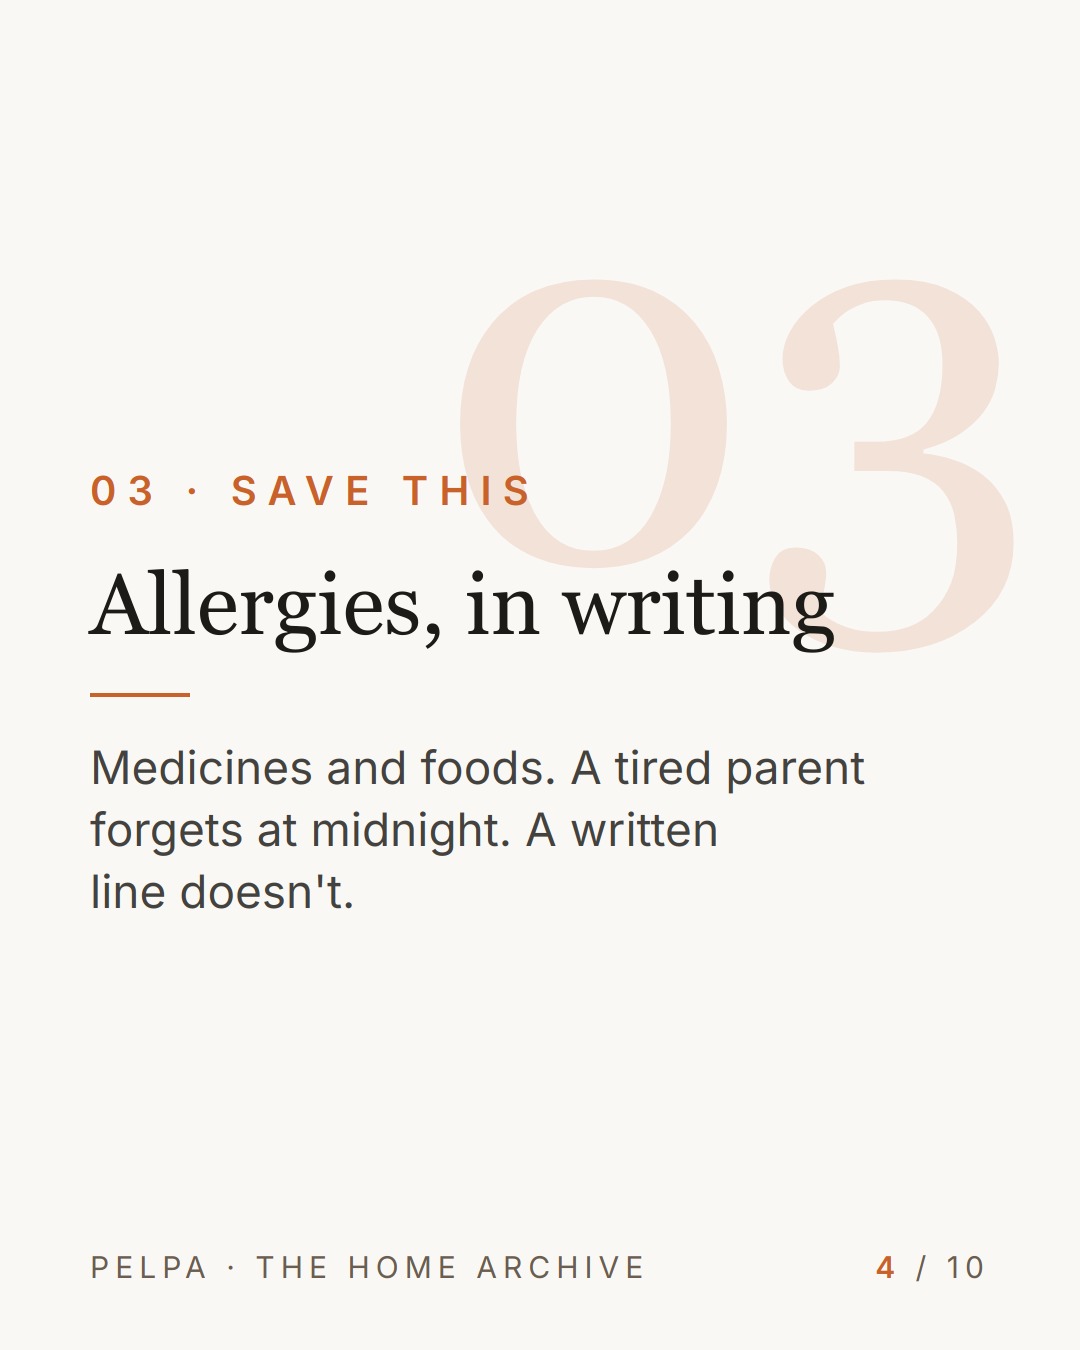 03
03 · SAVE THIS
Allergies, in writing
Medicines and foods. A tired parent
forgets at midnight. A written
line doesn't.
PELPA · THE HOME ARCHIVE
4 / 10